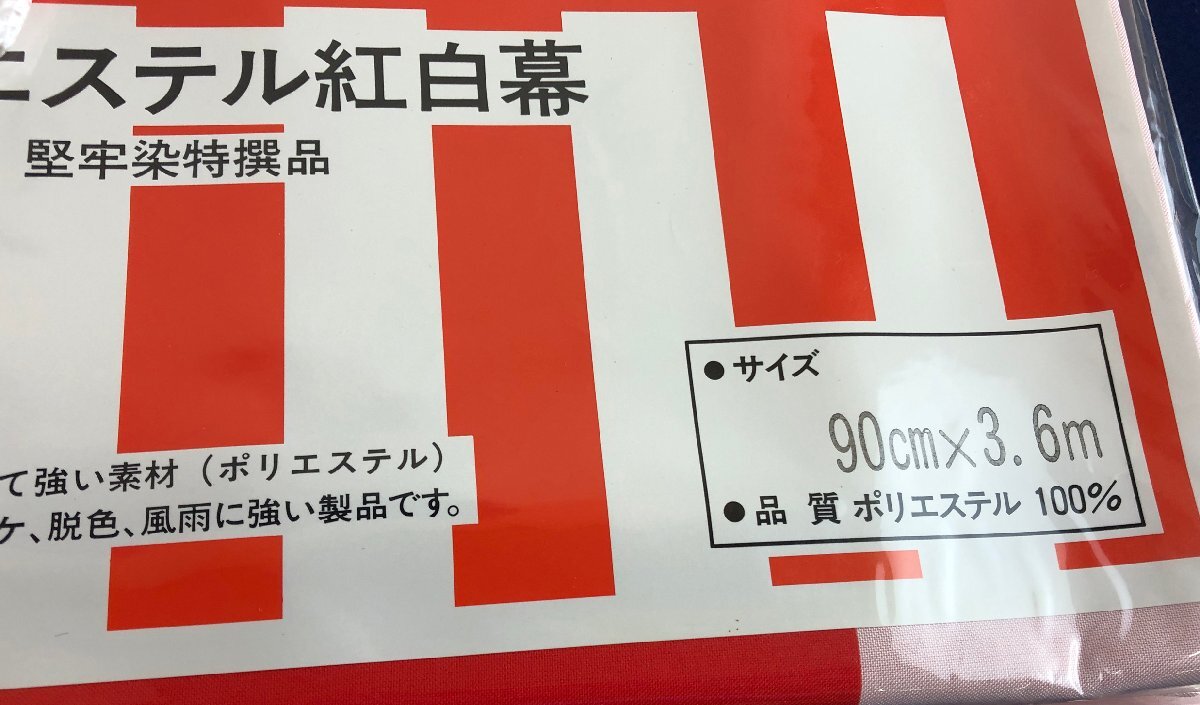 エステル紅白幕
堅牢染特撰品
て強い素材（ポリエステル）
ケ、脱色、風雨に強い製品です。
●サイズ
90cm×3.6m
●品 質 ポリエステル 100%